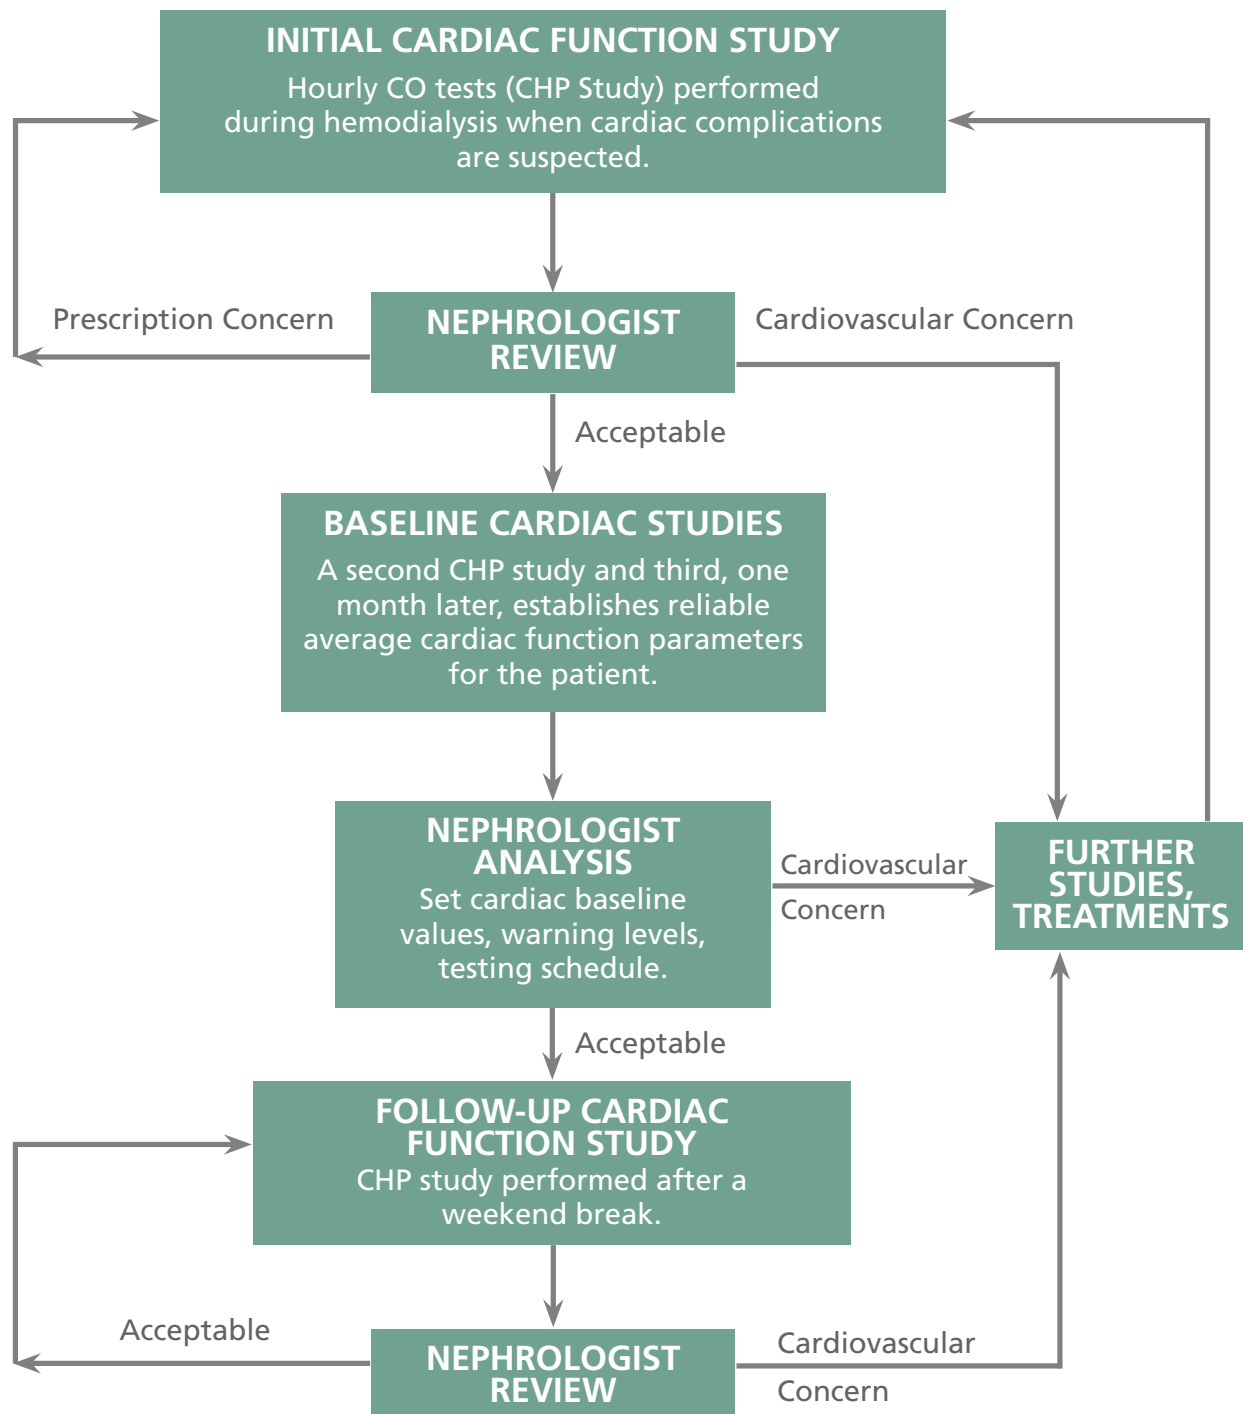 INITIAL CARDIAC FUNCTION STUDY
Hourly CO tests (CHP Study) performed
during hemodialysis when cardiac complications
are suspected.
Prescription Concern
NEPHROLOGIST
REVIEW
Cardiovascular Concern
Acceptable
BASELINE CARDIAC STUDIES
A second CHP study and third, one
month later, establishes reliable
average cardiac function parameters
for the patient.
NEPHROLOGIST
ANALYSIS
Set cardiac baseline
values, warning levels,
testing schedule.
Cardiovascular
Concern
FURTHER
STUDIES,
TREATMENTS
Acceptable
FOLLOW-UP CARDIAC
FUNCTION STUDY
CHP study performed after a
weekend break.
Acceptable
NEPHROLOGIST
REVIEW
Cardiovascular
Concern